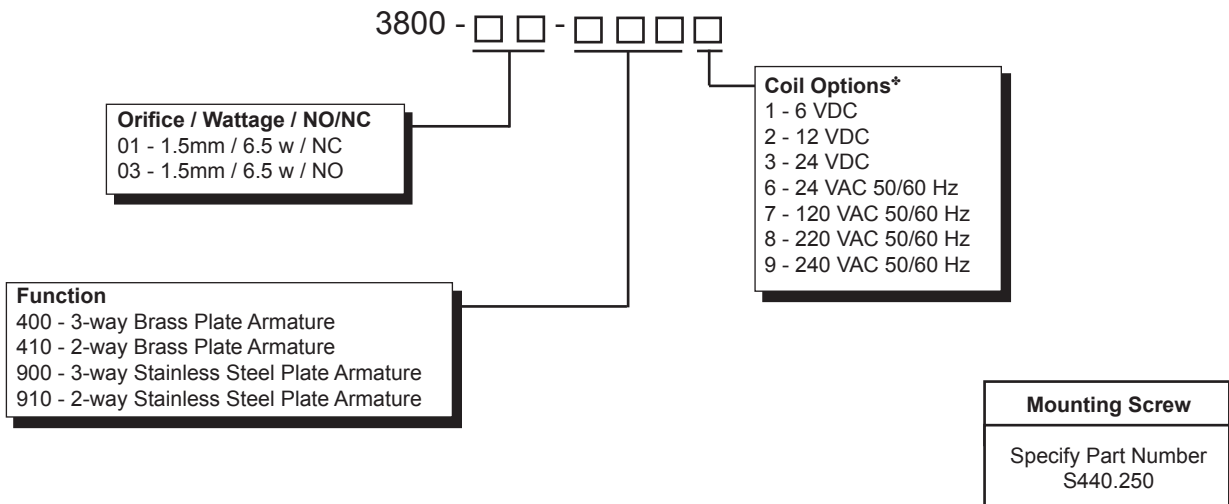 3800 - □ □ - □ □ □ □
Orifice / Wattage / NO/NC
01 - 1.5mm / 6.5 w / NC
03 - 1.5mm / 6.5 w / NO
Coil Options✤
1 - 6 VDC
2 - 12 VDC
3 - 24 VDC
6 - 24 VAC 50/60 Hz
7 - 120 VAC 50/60 Hz
8 - 220 VAC 50/60 Hz
9 - 240 VAC 50/60 Hz
Function
400 - 3-way Brass Plate Armature
410 - 2-way Brass Plate Armature
900 - 3-way Stainless Steel Plate Armature
910 - 2-way Stainless Steel Plate Armature
Mounting Screw
Specify Part Number
S440.250